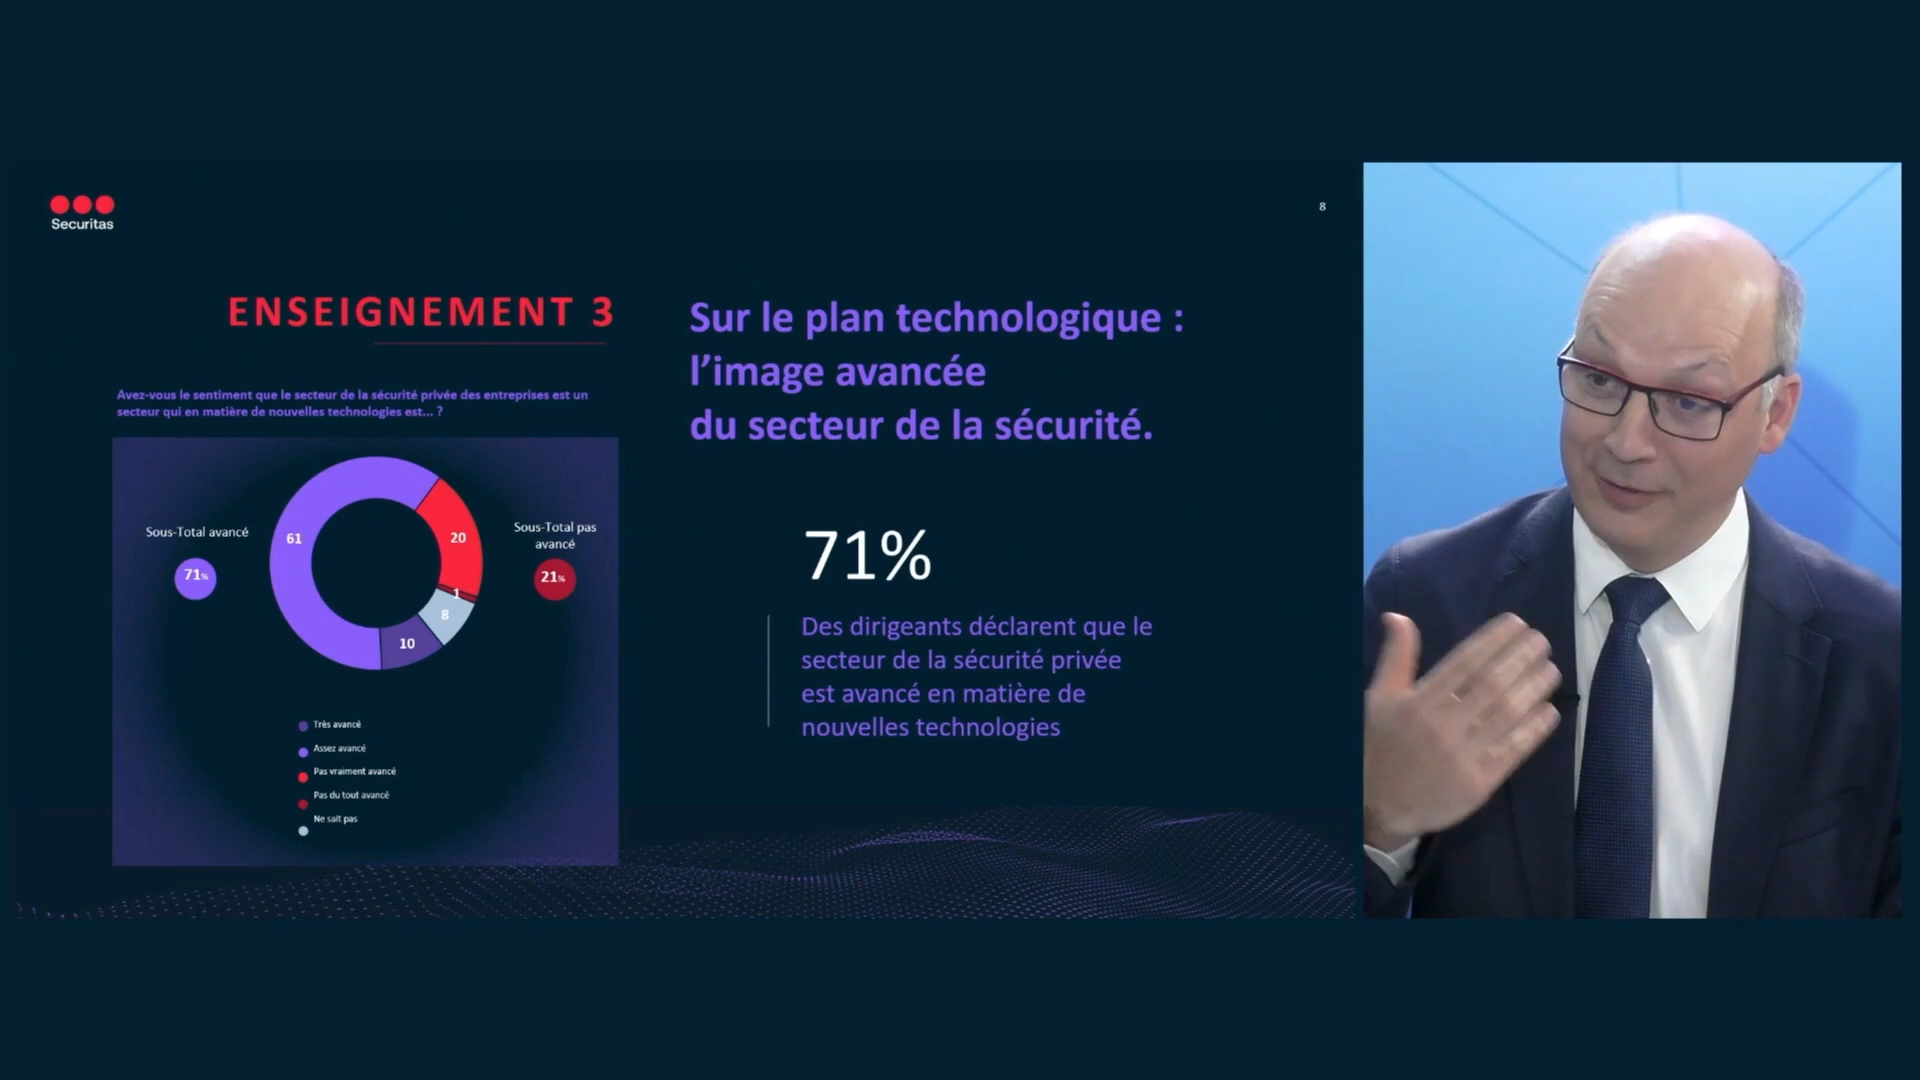 Securitas
8
ENSEIGNEMENT 3
Avez-vous le sentiment que le secteur de la sécurité privée des entreprises est un
secteur qui en matière de nouvelles technologies est... ?
Sous-Total avancé
71%
61
20
1
8
10
Sous-Total pas
avancé
21%
Très avancé
Assez avancé
Pas vraiment avancé
Pas du tout avancé
Ne sait pas
Sur le plan technologique :
l’image avancée
du secteur de la sécurité.
71%
Des dirigeants déclarent que le
secteur de la sécurité privée
est avancé en matière de
nouvelles technologies